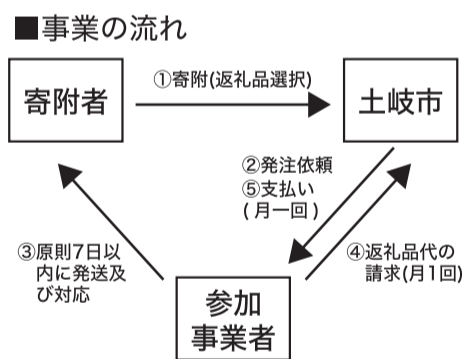 ■事業の流れ
①寄附(返礼品選択)
寄附者
土岐市
②発注依頼
⑤支払い
(月一回)
③原則7日以
内に発送及
び対応
④返礼品代の
請求(月1回)
参加
事業者